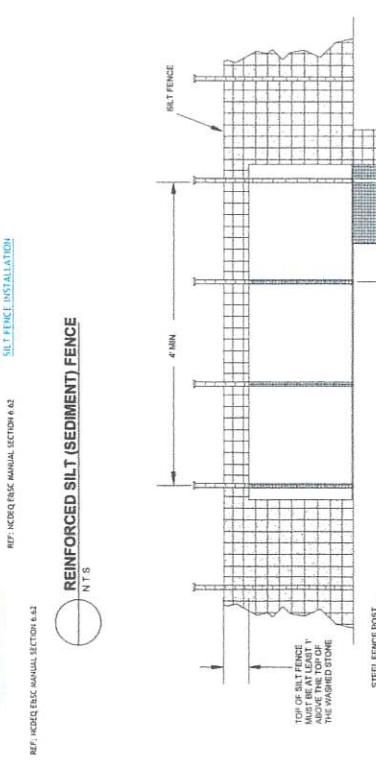 SILT FENCE INSTALLATION
REF: NCDEQ E&SC MANUAL SECTION 6.62
REF: NCDEQ E&SC MANUAL SECTION 6.62
REINFORCED SILT (SEDIMENT) FENCE
N T S
SILT FENCE
4' MIN
TOP OF SILT FENCE
MUST BE AT LEAST 1'
ABOVE THE TOP OF
THE WASHED STONE
STEEL FENCE POST